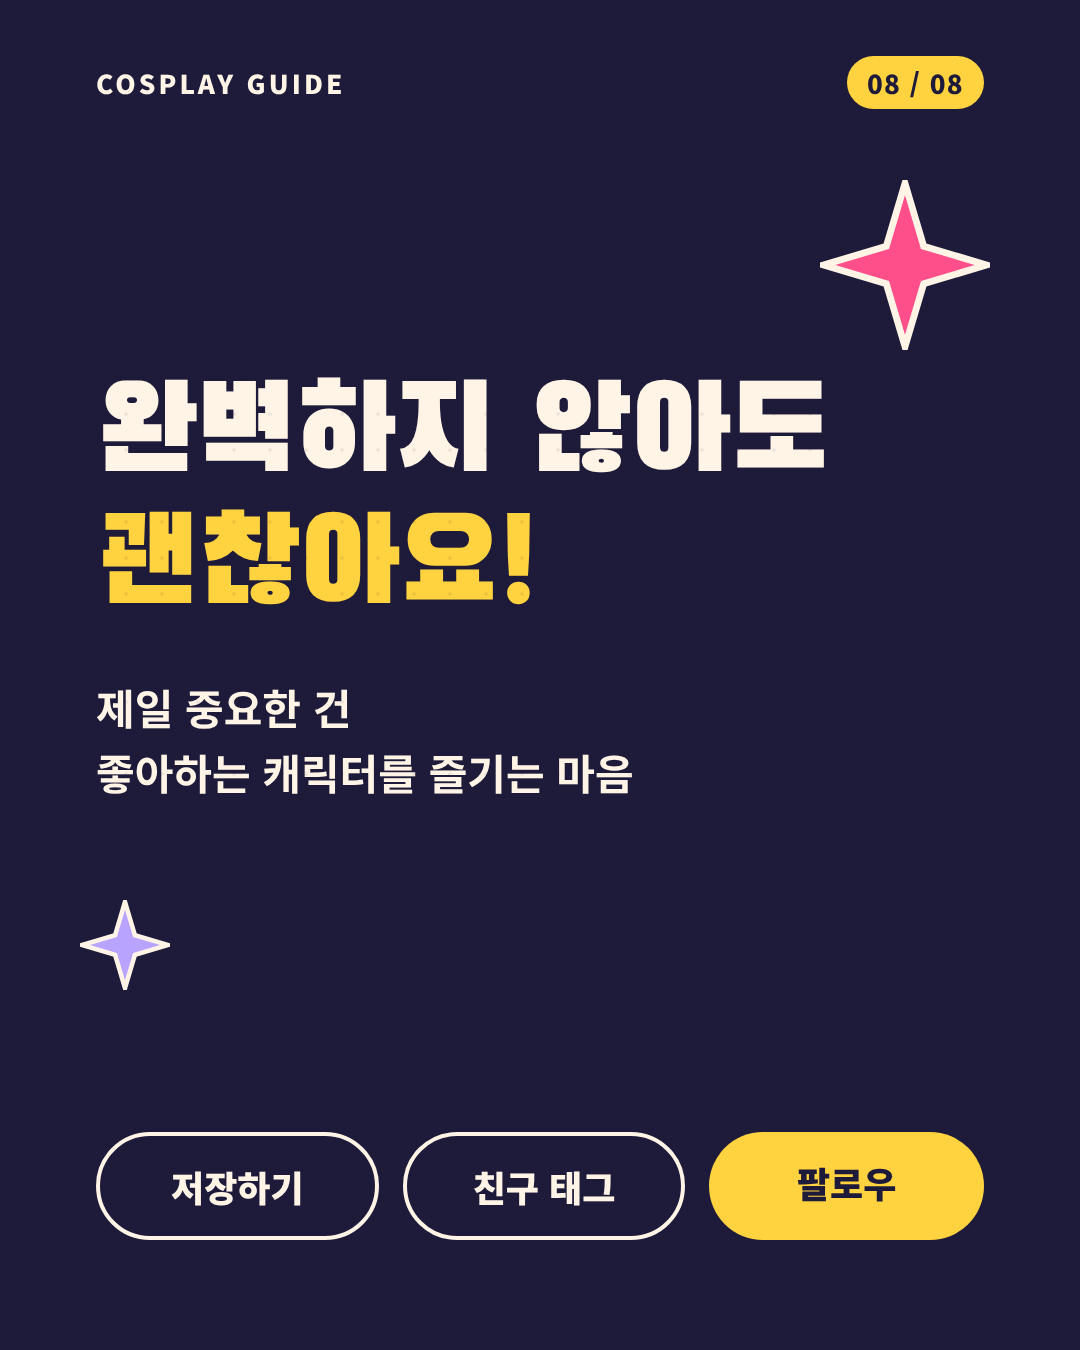 COSPLAY GUIDE
08 / 08
완벽하지 않아도
괜찮아요!
제일 중요한 건
좋아하는 캐릭터를 즐기는 마음
저장하기
친구 태그
팔로우